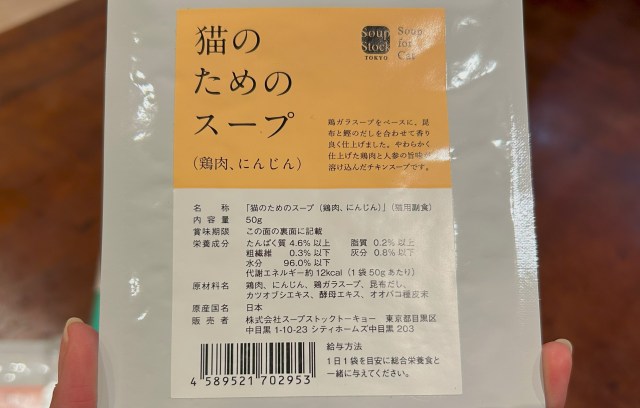 猫の
ための
スープ
(鶏肉、にんじん)
Soup
Stock
TOKYO
Soup
for a
Cat
鶏ガラスープをベースに、昆
布と鰹のだしを合わせて香り
良く仕上げました。やわらかく
仕上げた鶏肉と人参の旨味が
溶け込んだチキンスープです。
名 称 「猫のためのスープ(鶏肉、にんじん)」(猫用副食)
内 容 量 50g
賞味期限 この面の裏面に記載
栄養成分 たんぱく質 4.6%以上 脂質 0.2%以上
粗繊維 0.3%以下 灰分 0.8%以下
水分 96.0%以下
代謝エネルギー約12kcal(1袋50gあたり)
原材料名 鶏肉、にんじん、鶏ガラスープ、昆布だし、
カツオブシエキス、酵母エキス、オオバコ種皮末
原産国名 日本
販 売 者 株式会社スープストックトーキョー 東京都目黒区
中目黒 1-10-23 シティホームズ中目黒 203
給与方法
1日1袋を目安に総合栄養食と
一緒に与えてください。
4 589521 702953